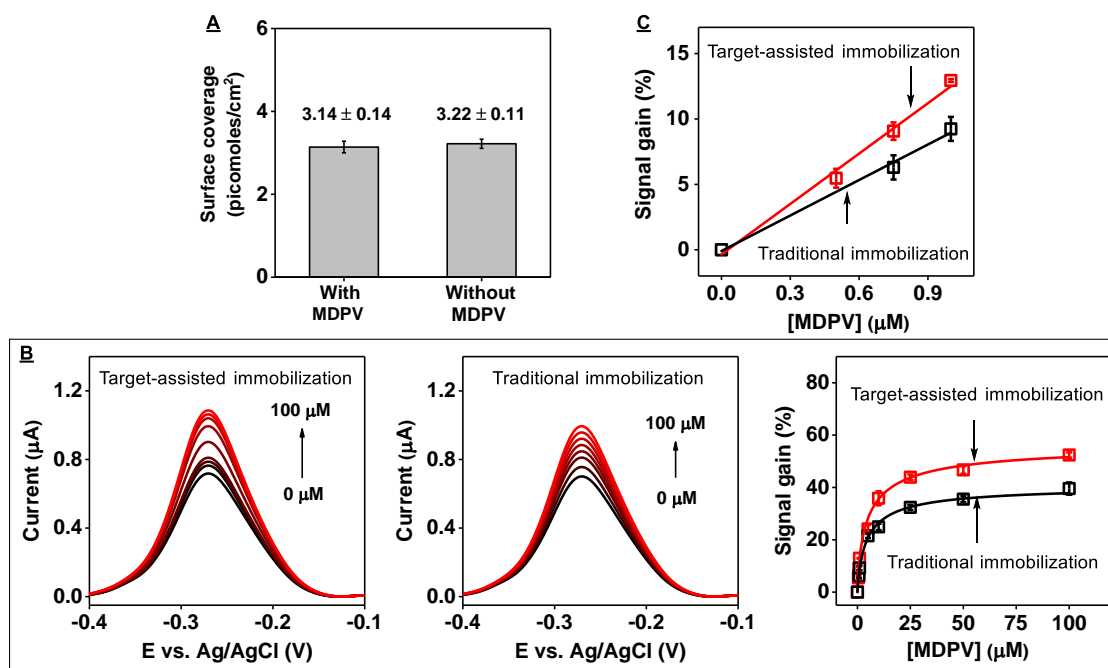 A
Surface coverage
(picomoles/cm²)
6
4
2
0
3.14 ± 0.14
3.22 ± 0.11
With
MDPV
Without
MDPV
C
Signal gain (%)
15
10
5
0
Target-assisted immobilization
Traditional immobilization
0.0 0.3 0.6 0.9
[MDPV] (μM)
B
Current (μA)
1.2
0.8
0.4
0.0
Target-assisted immobilization
100 μM
0 μM
-0.4 -0.3 -0.2 -0.1
E vs. Ag/AgCl (V)
Current (μA)
1.2
0.8
0.4
0.0
Traditional immobilization
100 μM
0 μM
-0.4 -0.3 -0.2 -0.1
E vs. Ag/AgCl (V)
Signal gain (%)
80
60
40
20
0
Target-assisted immobilization
Traditional immobilization
0 25 50 75 100
[MDPV] (μM)